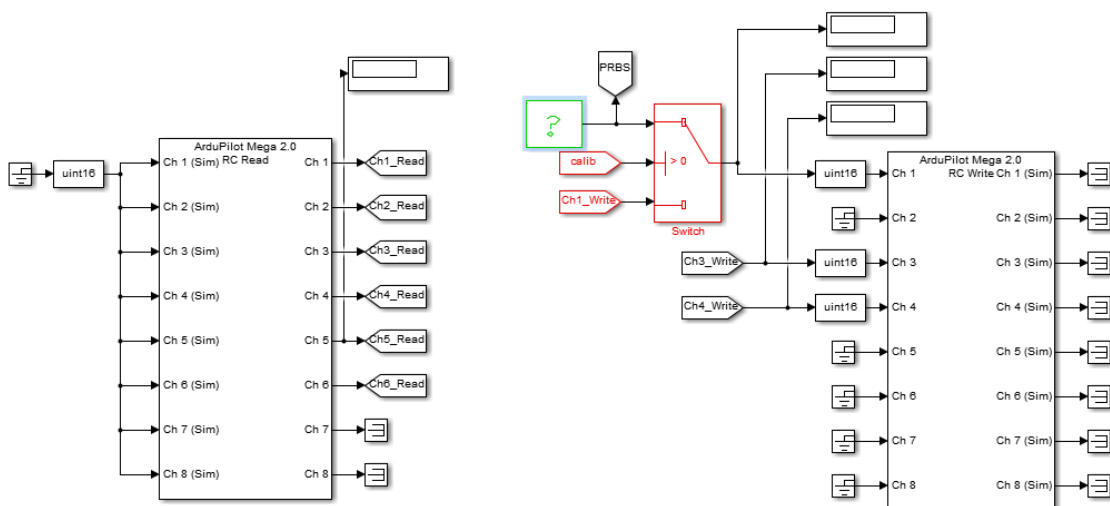 ArduPilot Mega 2.0
RC Read
uint16
Ch 1 (Sim)
Ch 2 (Sim)
Ch 3 (Sim)
Ch 4 (Sim)
Ch 5 (Sim)
Ch 6 (Sim)
Ch 7 (Sim)
Ch 8 (Sim)
Ch 1
Ch 2
Ch 3
Ch 4
Ch 5
Ch 6
Ch 7
Ch 8
Ch1_Read
Ch2_Read
Ch3_Read
Ch4_Read
Ch5_Read
Ch6_Read
PRBS
?
calib
Ch1_Write
> 0
Switch
Ch3_Write
Ch4_Write
uint16
uint16
uint16
ArduPilot Mega 2.0
RC Write
Ch 1
Ch 2
Ch 3
Ch 4
Ch 5
Ch 6
Ch 7
Ch 8
Ch 1 (Sim)
Ch 2 (Sim)
Ch 3 (Sim)
Ch 4 (Sim)
Ch 5 (Sim)
Ch 6 (Sim)
Ch 7 (Sim)
Ch 8 (Sim)